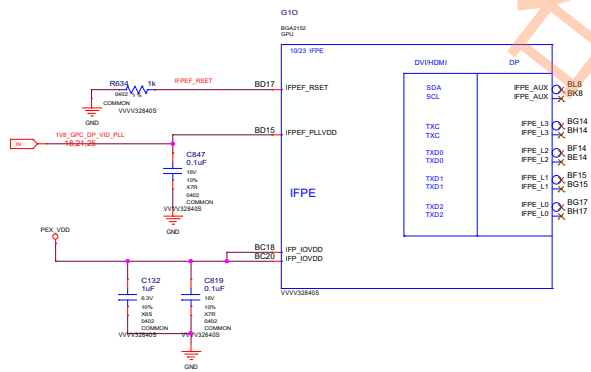 G1O
BGA2152
GPU
10/23 IFPE
DVI/HDMI DP
R634 1k IFPEF_RSET BD17 IFPEF_RSET
0402
COMMON
VVVV32840S
GND
SDA IFPE_AUX BL8
SCL IFPE_AUX BK8
1V8_GPC_DP_VID_PLL BD15 IFPEF_PLLVDD
IN 18,21,25
TXC IFPE_L3 BG14
TXC IFPE_L3 BH14
TXD0 IFPE_L2 BF14
TXD0 IFPE_L2 BE14
C847
0.1uF
16V
10%
X7R
0402
COMMON
VVVV32840S
GND
TXD1 IFPE_L1 BF15
TXD1 IFPE_L1 BG15
IFPE
TXD2 IFPE_L0 BG17
TXD2 IFPE_L0 BH17
PEX_VDD
BC18 IFP_IOVDD
BC20 IFP_IOVDD
C132
1uF
6.3V
10%
X6S
0402
COMMON
VVVV32840S
C819
0.1uF
16V
10%
X7R
0402
COMMON
VVVV32840S
GND
VVVV32840S